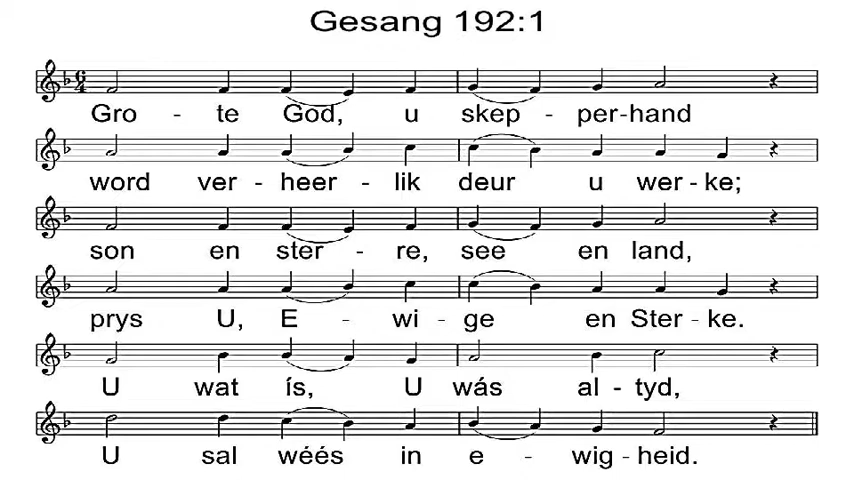 Gesang 192:1
6
4
Gro - te God, u skep - per-hand
word ver - heer - lik deur u wer - ke;
son en ster - re, see en land,
prys U, E - wi - ge en Ster - ke.
U wat ís, U wás al - tyd,
U sal wéés in e - wig - heid.